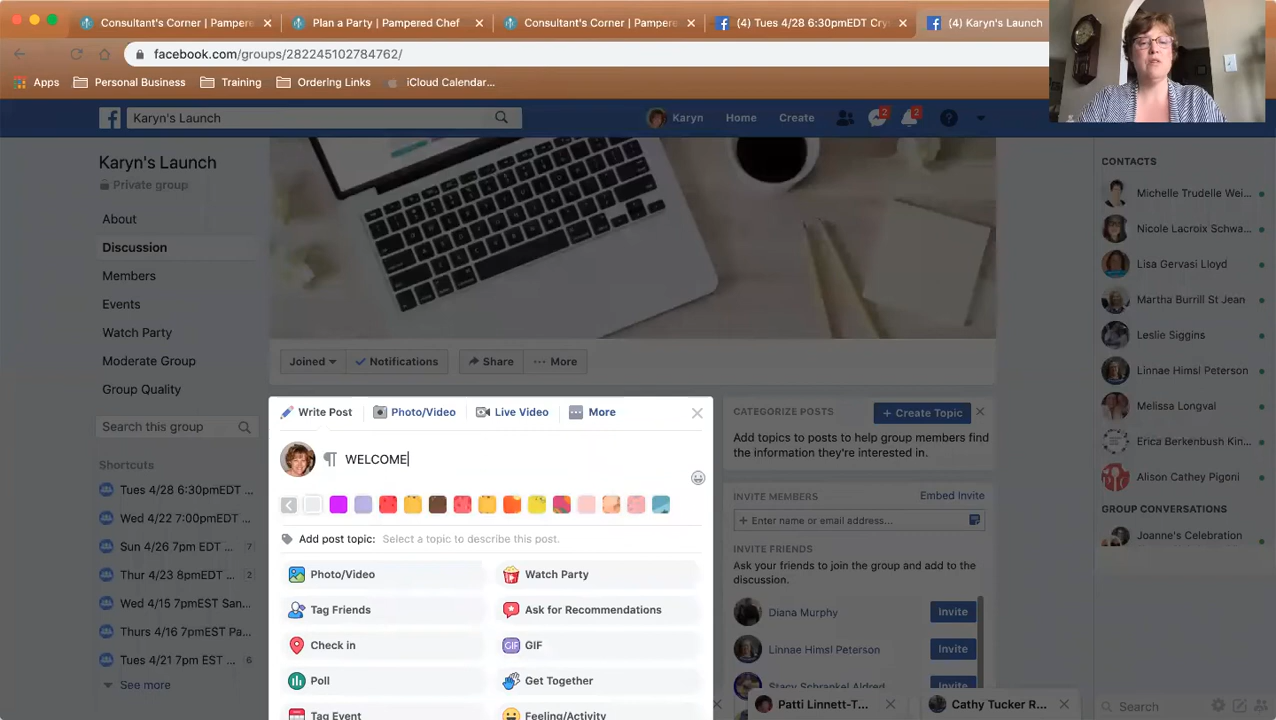 Consultant's Corner | Pampere
Plan a Party | Pampered Chef
Consultant's Corner | Pampere
(4) Tues 4/28 6:30pmEDT Cry
(4) Karyn's Launch
facebook.com/groups/282245102784762/
Apps
Personal Business
Training
Ordering Links
iCloud Calendar...
Karyn's Launch
Karyn
Home
Create
2
2
Karyn's Launch
Private group
About
Discussion
Members
Events
Watch Party
Moderate Group
Group Quality
Search this group
Shortcuts
Tues 4/28 6:30pmEDT ...
Wed 4/22 7:00pmEDT ...
Sun 4/26 7pm EDT ... 7
Thur 4/23 8pmEDT ... 2
Wed 4/15 7pmEST San...
Thurs 4/16 7pmEST Pa...
Tues 4/21 7pm EST ... 6
See more
Joined
Notifications
Share
More
Write Post
Photo/Video
Live Video
More
¶ WELCOME
Add post topic: Select a topic to describe this post.
Photo/Video
Watch Party
Tag Friends
Ask for Recommendations
Check in
GIF
Poll
Get Together
Tag Event
Feeling/Activity
CATEGORIZE POSTS
+ Create Topic
Add topics to posts to help group members find
the information they're interested in.
INVITE MEMBERS
Embed Invite
+ Enter name or email address...
INVITE FRIENDS
Ask your friends to join the group and add to the
discussion.
Diana Murphy
Invite
Linnae Himsl Peterson
Invite
Stacy Schrankel Aldred
Invite
CONTACTS
Michelle Trudelle Wei...
Nicole Lacroix Schwa...
Lisa Gervasi Lloyd
Martha Burrill St Jean
Leslie Siggins
Linnae Himsl Peterson
Melissa Longval
Erica Berkenbush Kin...
Alison Cathey Pigoni
GROUP CONVERSATIONS
Joanne's Celebration
Patti Linnett-T...
Cathy Tucker R...
Search